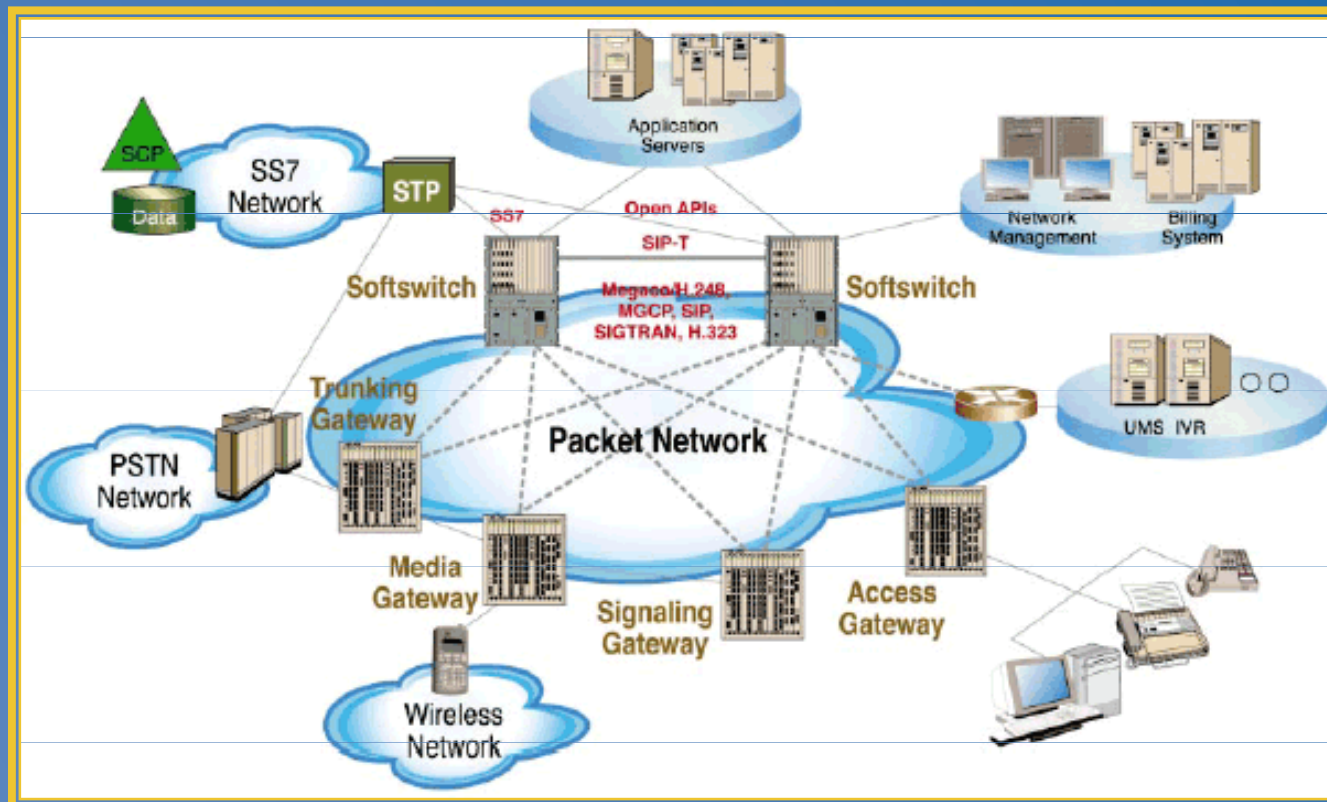 Application
Servers
SCP
SS7
Network
STP
Data
SS7
Open APIs
Network
Management
Billing
System
SIP-T
Softswitch
Megaco/H.248,
MGCP, SIP,
SIGTRAN, H.323
Softswitch
Trunking
Gateway
UMS IVR
Packet Network
PSTN
Network
Media
Gateway
Signaling
Gateway
Access
Gateway
Wireless
Network